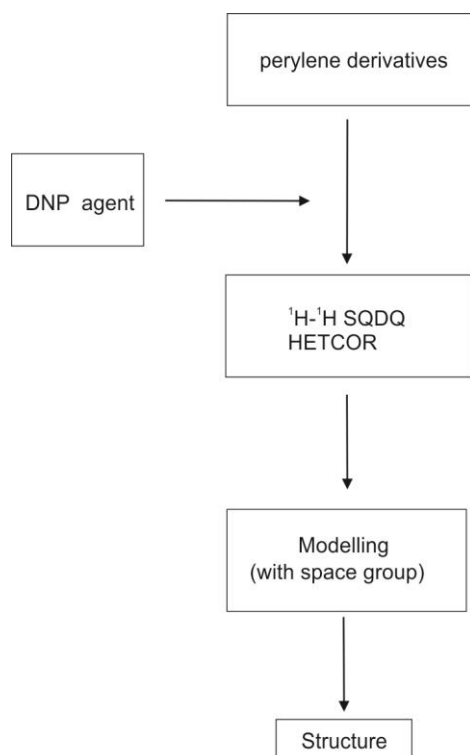 perylene derivatives
DNP agent
¹H-¹H SQDQ
HETCOR
Modelling
(with space group)
Structure